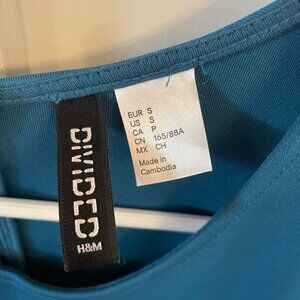 DIVIDED
H&M
EUR S
US S
CA P
CN 165/88A
MX CH
Made in
Cambodia